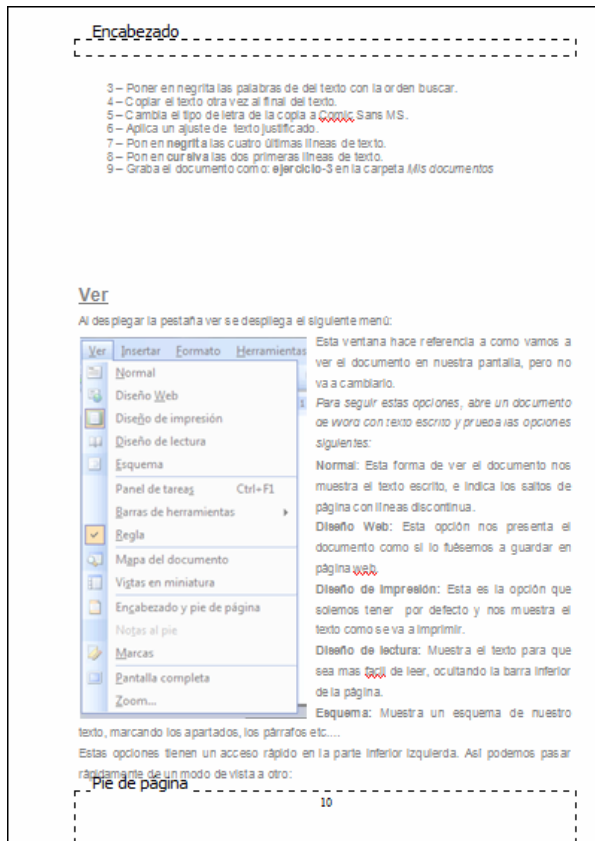 Encabezado
3 – Poner en negrita las palabras de del texto con la orden buscar.
4 – Copiar el texto otra vez al final del texto.
5 – Cambia el tipo de letra de la copia a Comic Sans MS.
6 – Aplica un ajuste de texto justificado.
7 – Pon en negrita las cuatro últimas líneas de texto.
8 – Pon en cursiva las dos primeras líneas de texto.
9 – Graba el documento como: ejercicio-3 en la carpeta Mis documentos
Ver
Al desplegar la pestaña ver se despliega el siguiente menú:
Ver Insertar Formato Herramientas
Normal
Diseño Web
Diseño de impresión
Diseño de lectura
Esquema
Panel de tareas Ctrl+F1
Barras de herramientas
Regla
Mapa del documento
Vistas en miniatura
Encabezado y pie de página
Notas al pie
Marcas
Pantalla completa
Zoom...
Esta ventana hace referencia a como vamos a
ver el documento en nuestra pantalla, pero no
va a cambiarlo.
Para seguir estas opciones, abre un documento
de Word con texto escrito y prueba las opciones
siguientes:
Normal: Esta forma de ver el documento nos
muestra el texto escrito, e indica los saltos de
página con líneas discontinua.
Diseño Web: Esta opción nos presenta el
documento como si lo fuésemos a guardar en
página web.
Diseño de impresión: Esta es la opción que
solemos tener por defecto y nos muestra el
texto como se va a imprimir.
Diseño de lectura: Muestra el texto para que
sea mas facil de leer, ocultando la barra inferior
de la página.
Esquema: Muestra un esquema de nuestro
texto, marcando los apartados, los párrafos etc....
Estas opciones tienen un acceso rápido en la parte inferior izquierda. Así podemos pasar
rápidamente de un modo de vista a otro:
Pie de página
10